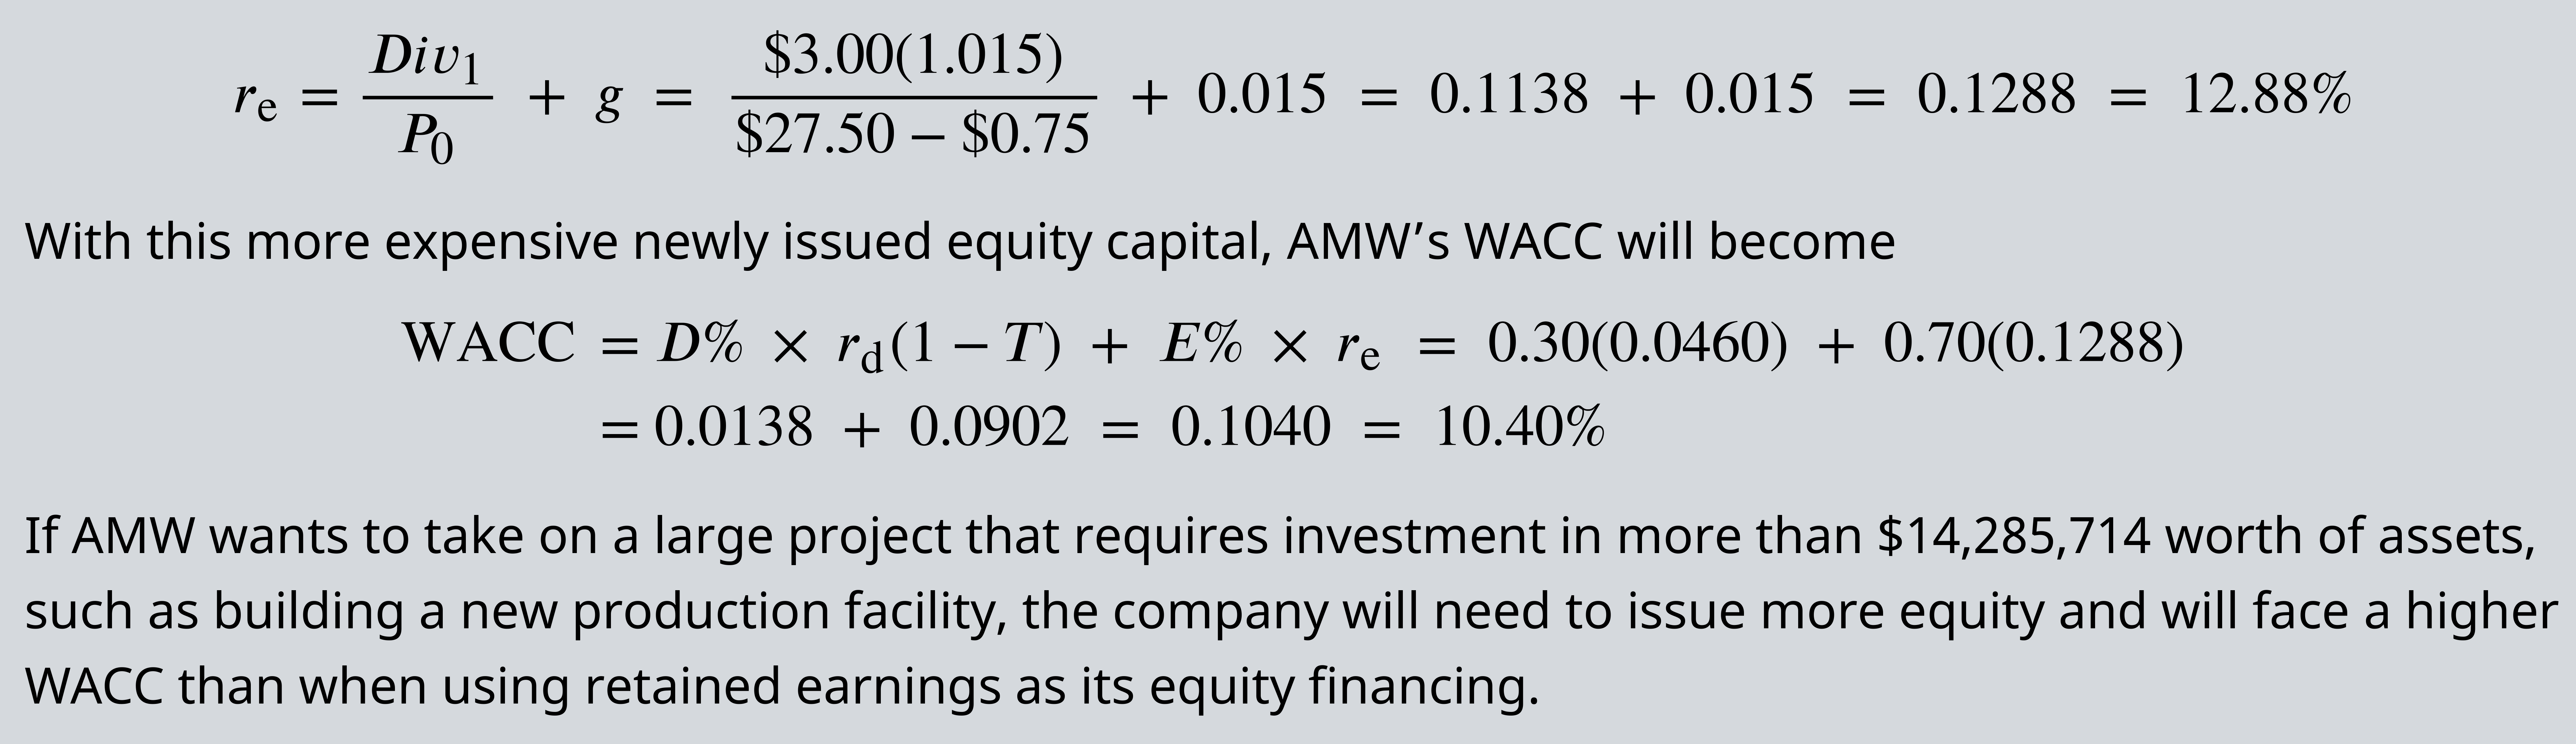 rₑ = Div₁/P₀ + g = $3.00(1.015)/($27.50 − $0.75) + 0.015 = 0.1138 + 0.015 = 0.1288 = 12.88%
With this more expensive newly issued equity capital, AMW’s WACC will become
WACC = D% × r_d(1 − T) + E% × rₑ = 0.30(0.0460) + 0.70(0.1288)
= 0.0138 + 0.0902 = 0.1040 = 10.40%
If AMW wants to take on a large project that requires investment in more than $14,285,714 worth of assets,
such as building a new production facility, the company will need to issue more equity and will face a higher
WACC than when using retained earnings as its equity financing.